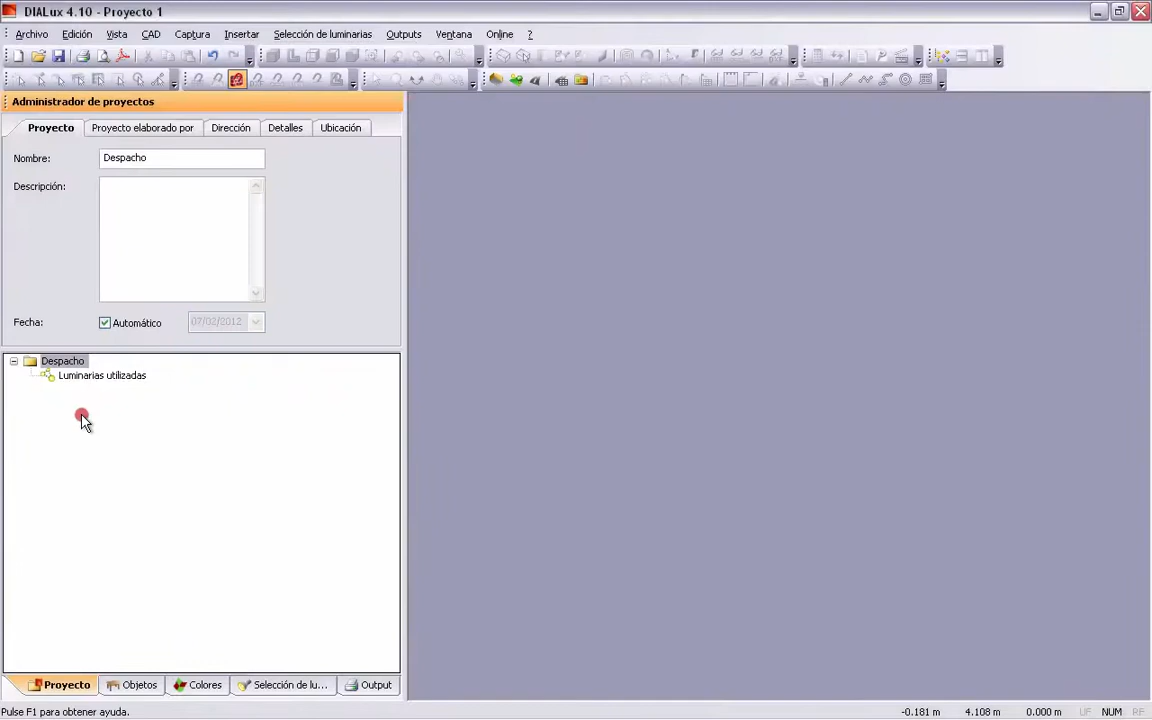 DIALux 4.10 - Proyecto 1
Archivo Edición Vista CAD Captura Insertar Selección de luminarias Outputs Ventana Online ?
Administrador de proyectos
Proyecto Proyecto elaborado por Dirección Detalles Ubicación
Nombre: Despacho
Descripción:
Fecha: Automático 07/02/2012
Despacho
Luminarias utilizadas
Proyecto Objetos Colores Selección de lu... Output
Pulse F1 para obtener ayuda. -0.181 m 4.108 m 0.000 m UF NUM RF